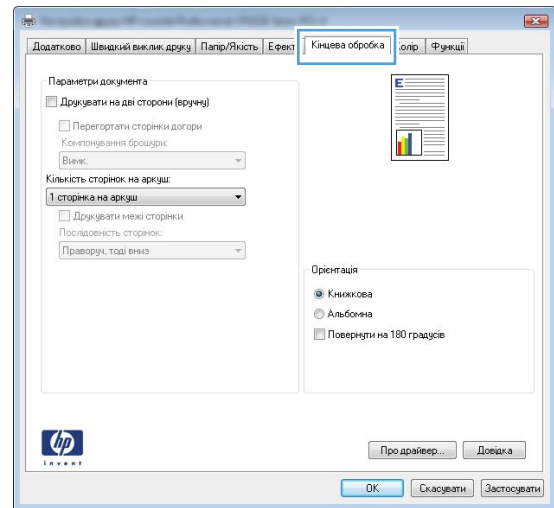 Додатково Швидкий виклик друку Папір/Якість Ефект Кінцева обробка Колір Функції
Параметри документа
Друкувати на дві сторони (вручну)
Перегортати сторінки догори
Компонування брошури:
Вимк.
Кількість сторінок на аркуш:
1 сторінка на аркуш
Друкувати межі сторінки
Послідовність сторінок:
Праворуч, тоді вниз
E
Орієнтація
Книжкова
Альбомна
Повернути на 180 градусів
hp
invent
Про драйвер... Довідка
OK Скасувати Застосувати